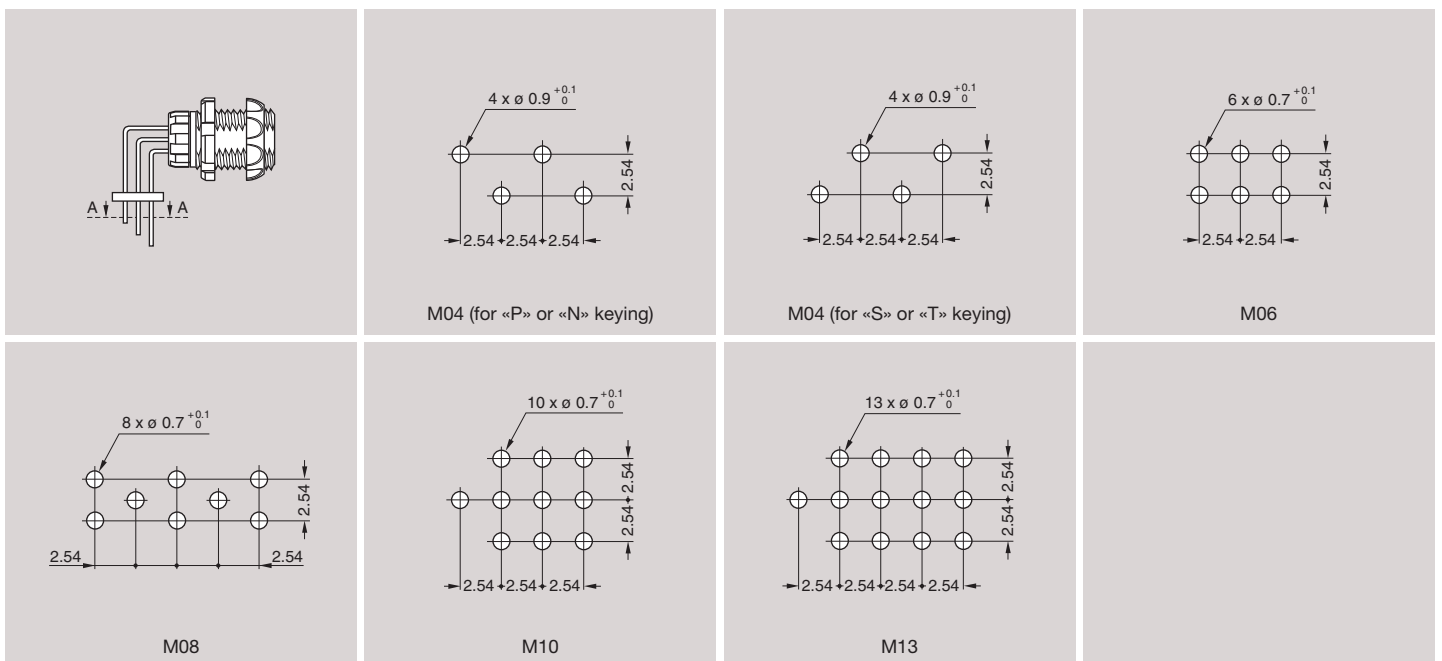 A A
4 x ø 0.9 +0.1 0
2.54
2.54 2.54 2.54
M04 (for «P» or «N» keying)
4 x ø 0.9 +0.1 0
2.54
2.54 2.54 2.54
M04 (for «S» or «T» keying)
6 x ø 0.7 +0.1 0
2.54
2.54 2.54
M06
8 x ø 0.7 +0.1 0
2.54
2.54 2.54
M08
10 x ø 0.7 +0.1 0
2.54
2.54
2.54 2.54 2.54
M10
13 x ø 0.7 +0.1 0
2.54
2.54
2.54 2.54 2.54 2.54
M13